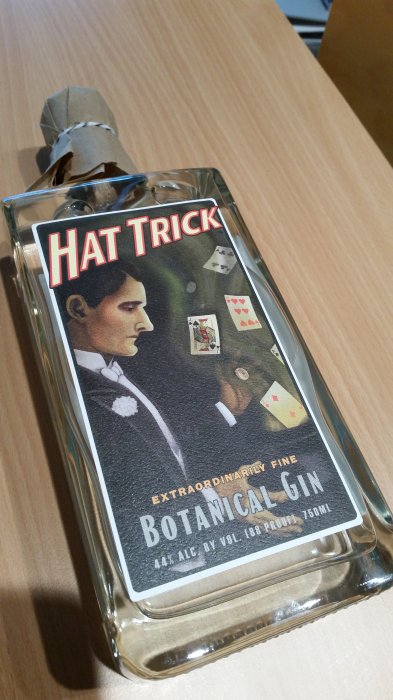 HAT TRICK
EXTRAORDINARILY FINE
BOTANICAL GIN
44% ALC. BY VOL. (88 PROOF). 750ML